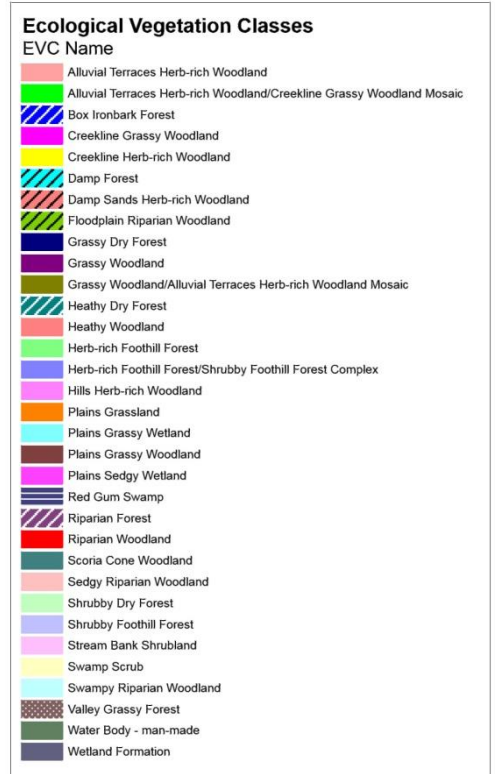 Ecological Vegetation Classes
EVC Name
Alluvial Terraces Herb-rich Woodland
Alluvial Terraces Herb-rich Woodland/Creekline Grassy Woodland Mosaic
Box Ironbark Forest
Creekline Grassy Woodland
Creekline Herb-rich Woodland
Damp Forest
Damp Sands Herb-rich Woodland
Floodplain Riparian Woodland
Grassy Dry Forest
Grassy Woodland
Grassy Woodland/Alluvial Terraces Herb-rich Woodland Mosaic
Heathy Dry Forest
Heathy Woodland
Herb-rich Foothill Forest
Herb-rich Foothill Forest/Shrubby Foothill Forest Complex
Hills Herb-rich Woodland
Plains Grassland
Plains Grassy Wetland
Plains Grassy Woodland
Plains Sedgy Wetland
Red Gum Swamp
Riparian Forest
Riparian Woodland
Scoria Cone Woodland
Sedgy Riparian Woodland
Shrubby Dry Forest
Shrubby Foothill Forest
Stream Bank Shrubland
Swamp Scrub
Swampy Riparian Woodland
Valley Grassy Forest
Water Body - man-made
Wetland Formation